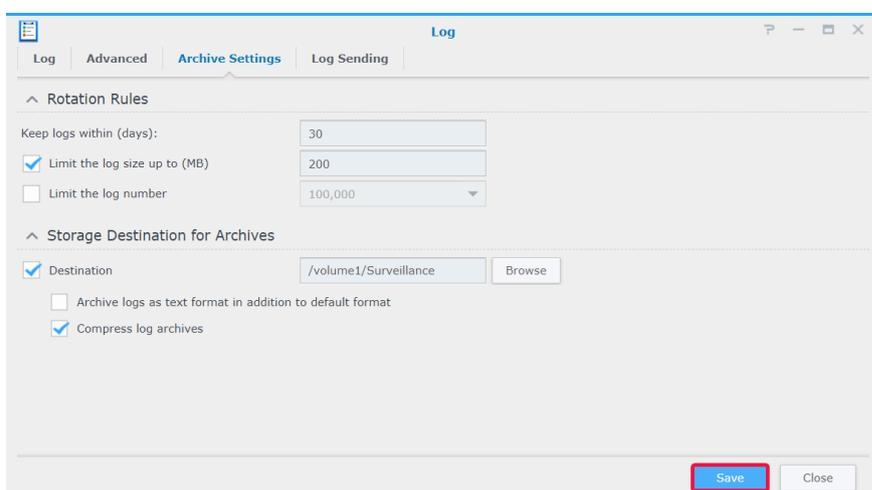 Log
Log Advanced Archive Settings Log Sending
Rotation Rules
Keep logs within (days): 30
Limit the log size up to (MB) 200
Limit the log number 100,000
Storage Destination for Archives
Destination /volume1/Surveillance Browse
Archive logs as text format in addition to default format
Compress log archives
Save Close